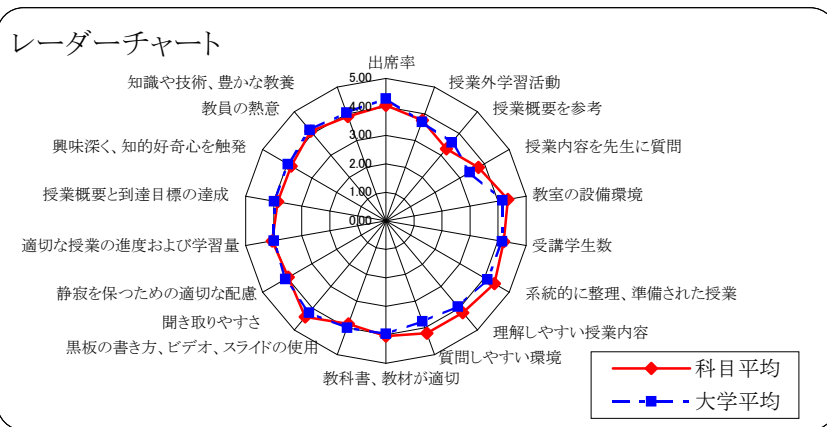 レーダーチャート
出席率
授業外学習活動
授業概要を参考
授業内容を先生に質問
教室の設備環境
受講学生数
系統的に整理、準備された授業
理解しやすい授業内容
質問しやすい環境
教科書、教材が適切
黒板の書き方、ビデオ、スライドの使用
聞き取りやすさ
静寂を保つための適切な配慮
適切な授業の進度および学習量
授業概要と到達目標の達成
興味深く、知的好奇心を触発
教員の熱意
知識や技術、豊かな教養
5.00
4.00
3.00
2.00
1.00
0.00
科目平均
大学平均